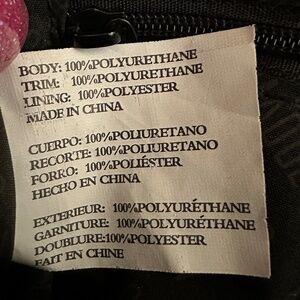 BODY: 100%POLYURETHANE
TRIM: 100%POLYURETHANE
LINING: 100%POLYESTER
MADE IN CHINA
CUERPO: 100%POLIURETANO
RECORTE: 100%POLIURETANO
FORRO: 100%POLIÉSTER
HECHO EN CHINA
EXTERIEUR: 100%POLYURÉTHANE
GARNITURE: 100%POLYURÉTHANE
DOUBLURE:100%POLYESTER
FAIT EN CHINE